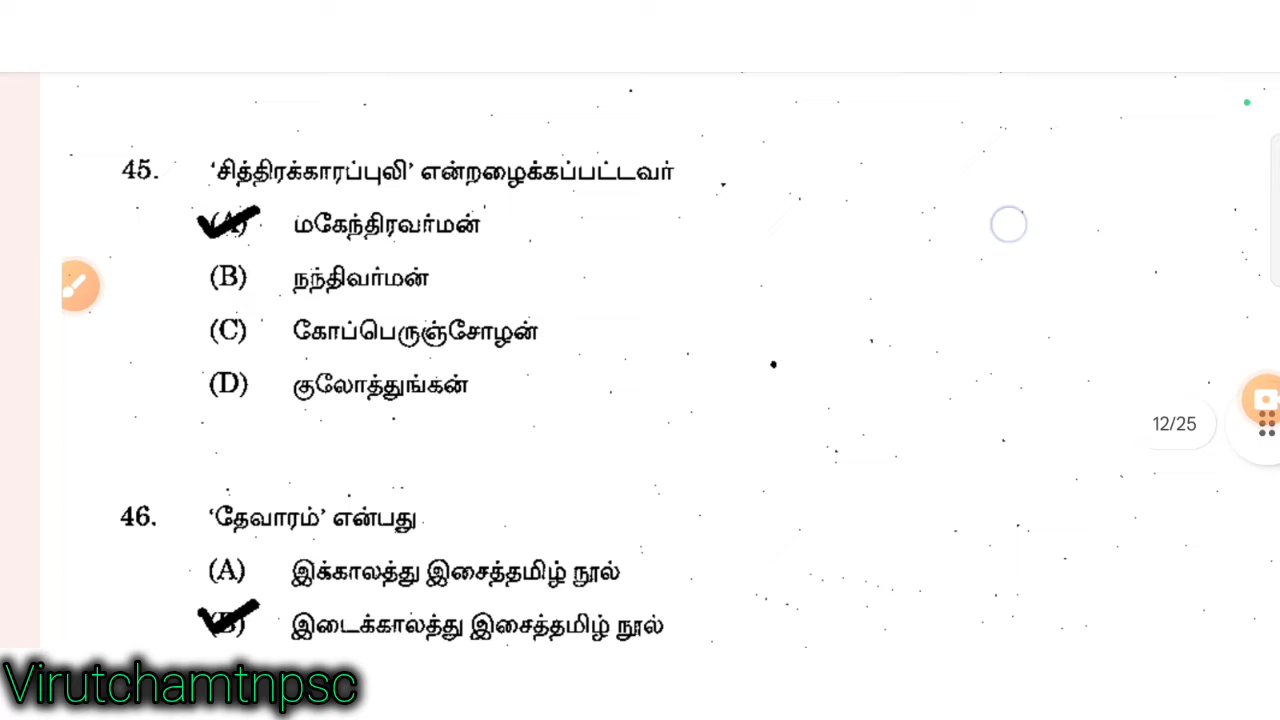 45. ‘சித்திரக்காரப்புலி’ என்றழைக்கப்பட்டவர்
(A) மகேந்திரவர்மன்
(B) நந்திவர்மன்
(C) கோப்பெருஞ்சோழன்
(D) குலோத்துங்கன்
12/25
46. ‘தேவாரம்’ என்பது
(A) இக்காலத்து இசைத்தமிழ் நூல்
(B) இடைக்காலத்து இசைத்தமிழ் நூல்
Virutchamtnpsc